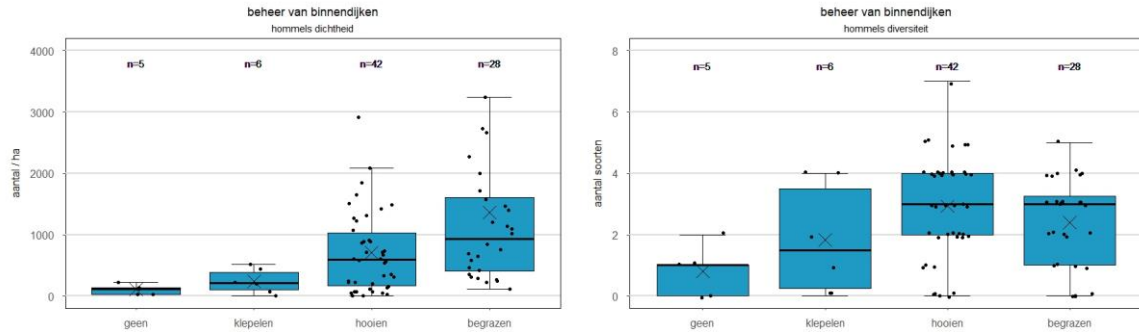 beheer van binnendijken
hommels dichtheid
aantal / ha
4000
3000
2000
1000
0
n=5 n=6 n=42 n=28
geen klepelen hooien begrazen
beheer van binnendijken
hommels diversiteit
aantal soorten
8
6
4
2
0
n=5 n=6 n=42 n=28
geen klepelen hooien begrazen